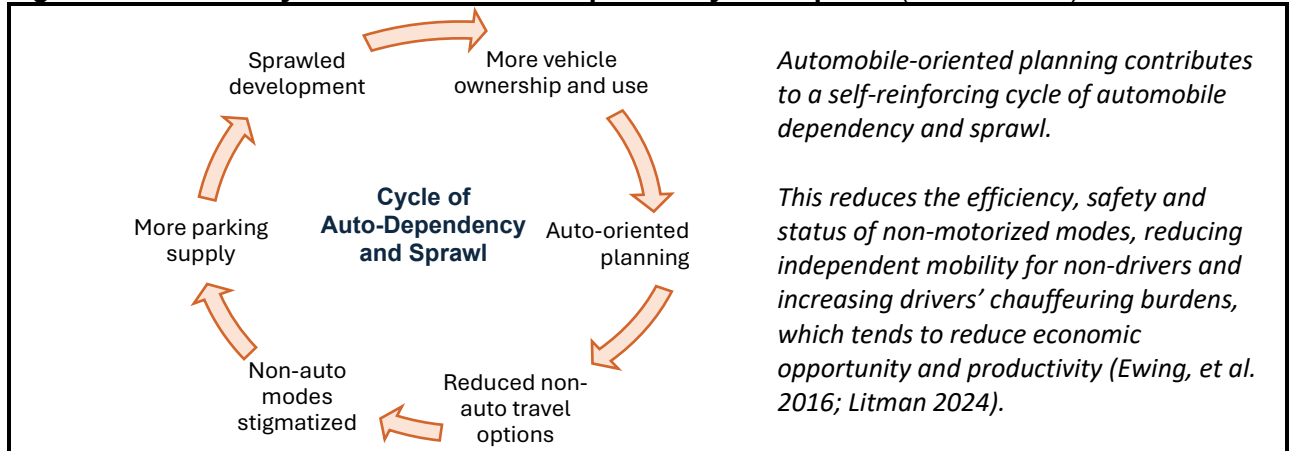 Sprawled
development
More vehicle
ownership and use
Auto-oriented
planning
Reduced non-
auto travel
options
Non-auto
modes
stigmatized
More parking
supply
Cycle of
Auto-Dependency
and Sprawl
Automobile-oriented planning contributes
to a self-reinforcing cycle of automobile
dependency and sprawl.
This reduces the efficiency, safety and
status of non-motorized modes, reducing
independent mobility for non-drivers and
increasing drivers’ chauffeuring burdens,
which tends to reduce economic
opportunity and productivity (Ewing, et al.
2016; Litman 2024).